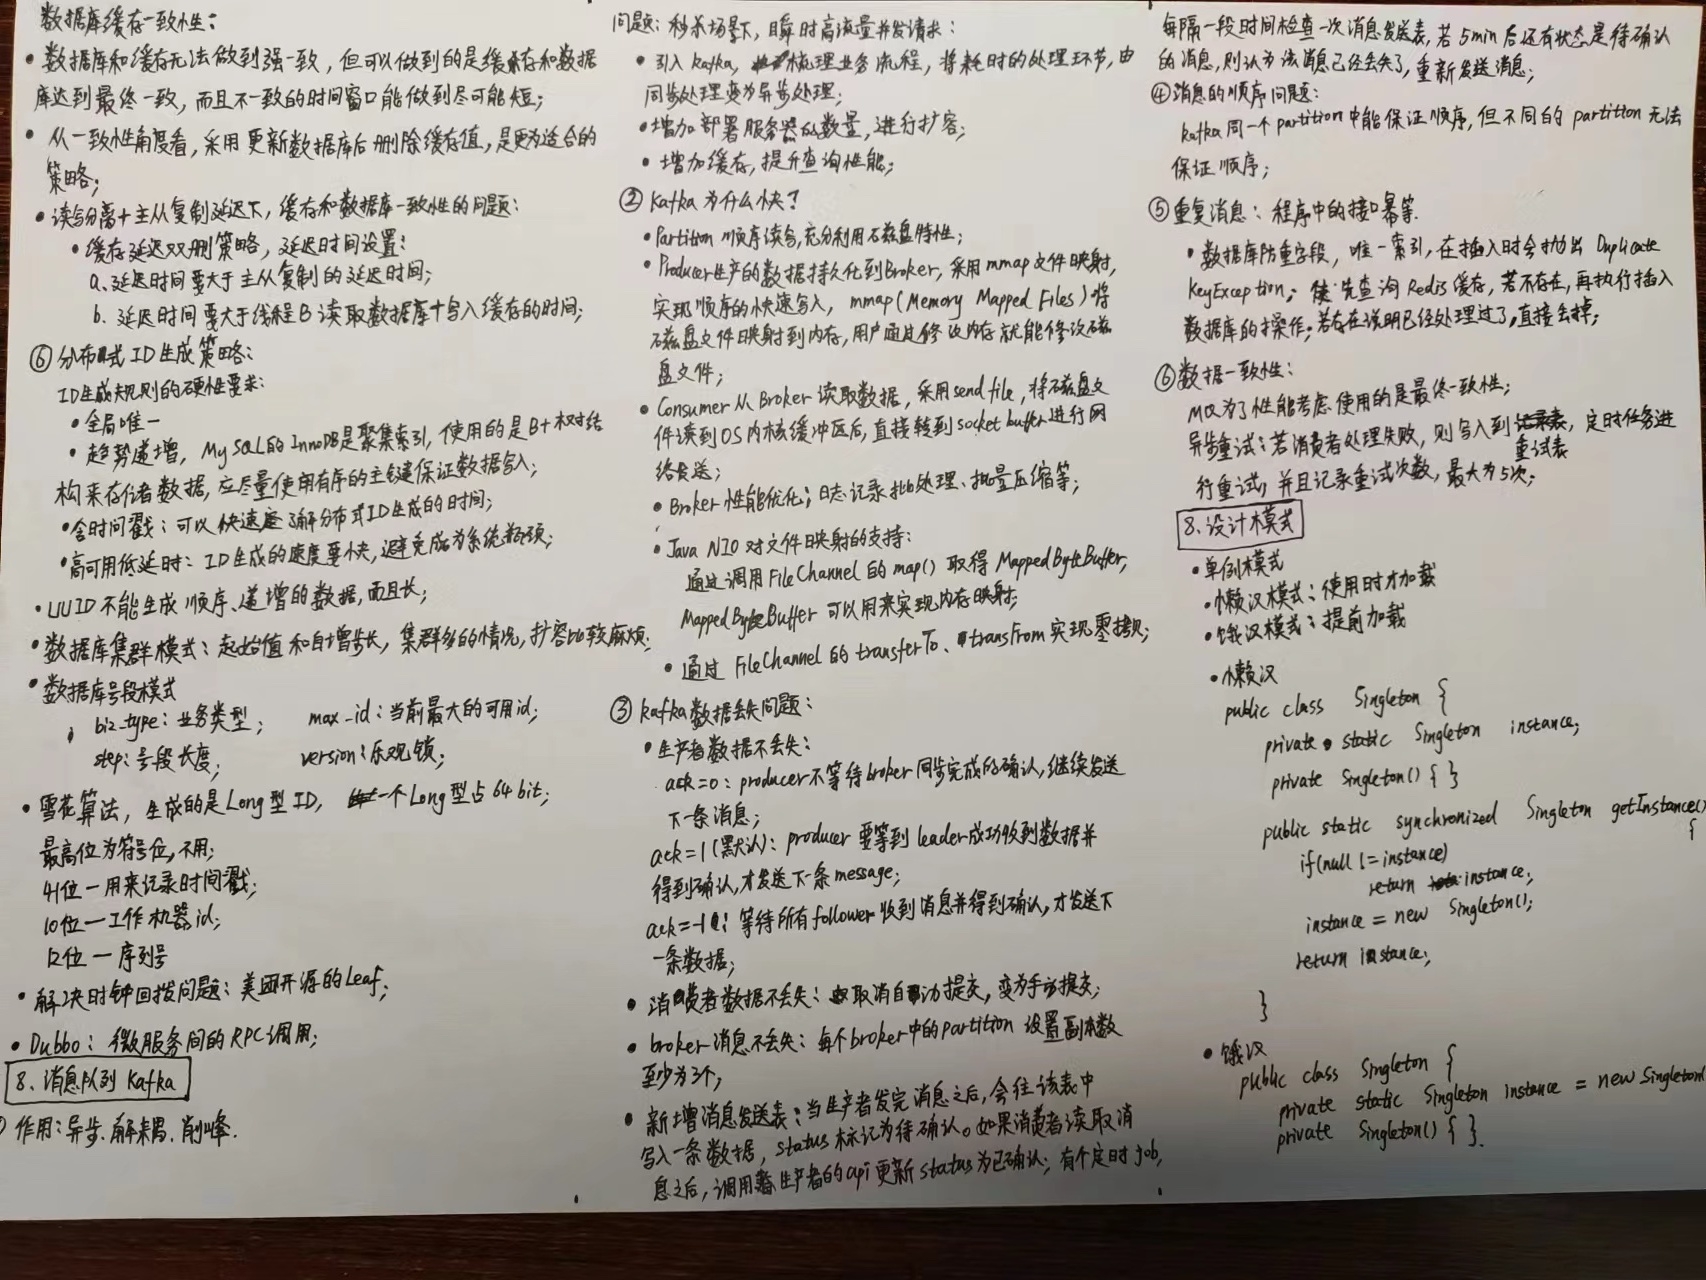 数据库缓存一致性:
• 数据库和缓存无法做到强一致，但可以做到的是缓存和数据
库达到最终一致，而且不一致的时间窗口能做到尽可能短;
• 从一致性角度看，采用更新数据库后删除缓存值，是更为适合的
策略;
• 读写分离+主从复制延迟下，缓存和数据库一致性的问题:
• 缓存延迟双删策略，延迟时间设置:
a、延迟时间要大于主从复制的延迟时间;
b. 延迟时间要大于线程B读取数据库+写入缓存的时间;
⑥ 分布式ID生成策略:
ID生成规则的硬性要求:
• 全局唯一
• 趋势递增，MySQL的InnoDB是聚集索引，使用的是B+树结
构来存储数据，应尽量使用有序的主键保证数据写入;
• 含时间戳: 可以快速了解分布式ID生成的时间;
• 高可用低延时: ID生成的速度要快，避免成为系统瓶颈;
• UUID不能生成顺序、递增的数据，而且长;
• 数据库集群模式: 起始值和自增步长，集群多的情况，扩容比较麻烦;
• 数据库号段模式
biz_type: 业务类型; max_id: 当前最大的可用id;
step: 号段长度; version: 乐观锁;
• 雪花算法，生成的是Long型ID，一个Long型占64bit;
最高位为符号位，不用;
41位—用来记录时间戳;
10位—工作机器id;
12位—序列号
• 解决时钟回拨问题: 美团开源的Leaf;
• Dubbo: 微服务间的RPC调用;
8、消息队列 Kafka
作用: 异步、解耦、削峰.
问题: 秒杀场景下，瞬时高流量并发请求:
• 引入kafka，梳理业务流程，将耗时的处理环节，由
同步处理变为异步处理;
• 增加部署服务器的数量，进行扩容;
• 增加缓存，提升查询性能;
② Kafka为什么快?
• Partition 顺序读写，充分利用磁盘特性;
• Producer生产的数据持久化到Broker，采用mmap文件映射，
实现顺序的快速写入，mmap(Memory Mapped Files)将
磁盘文件映射到内存，用户通过修改内存就能修改磁
盘文件;
• Consumer从Broker读取数据，采用sendfile，将磁盘文
件读到OS内核缓冲区后，直接转到socket buffer进行网
络发送;
• Broker性能优化: 日志记录批处理、批量压缩等;
• Java NIO对文件映射的支持:
通过调用FileChannel的map()取得MappedByteBuffer,
MappedByteBuffer可以用来实现内存映射;
• 通过FileChannel的transferTo、transFrom实现零拷贝;
③ kafka数据丢失问题:
• 生产者数据不丢失:
ack=0: producer不等待broker同步完成的确认，继续发送
下一条消息;
ack=1(默认): producer要等到leader成功收到数据并
得到确认，才发送下一条message;
ack=-1: 等待所有follower收到消息并得到确认，才发送下
一条数据;
• 消费者数据不丢失: 取消自动提交，变为手动提交;
• broker消息不丢失: 每个broker中的partition设置副本数
至少为3个,
• 新增消息发送表: 当生产者发完消息之后，会往该表中
写入一条数据，status标记为待确认。如果消费者读取消
息之后，调用生产者的api更新status为已确认; 有个定时job,
每隔一段时间检查一次消息发送表，若5min后还有状态是待确认
的消息，则认为该消息已经丢失了，重新发送消息;
④ 消息的顺序问题:
kafka同一个partition中能保证顺序，但不同的partition无法
保证顺序;
⑤ 重复消息: 程序中的接口幂等.
• 数据库防重字段，唯一索引，在插入时会抛出Duplicate
KeyException; 先查询Redis缓存，若不存在，再执行插入
数据库的操作; 若存在说明已经处理过了，直接丢掉;
⑥ 数据一致性:
MQ为了性能考虑使用的是最终一致性;
异步重试: 若消费者处理失败，则写入到重试表，定时任务进
行重试，并且记录重试次数，最大为5次;
8.设计模式
• 单例模式
• 懒汉模式: 使用时才加载
• 饿汉模式: 提前加载
• 懒汉
public class Singleton {
private static Singleton instance;
private Singleton() { }
public static synchronized Singleton getInstance()
{
if(null != instance)
return instance;
instance = new Singleton();
return instance;
}
• 饿汉
public class Singleton {
private static Singleton instance = new Singleton(
private Singleton() { }.